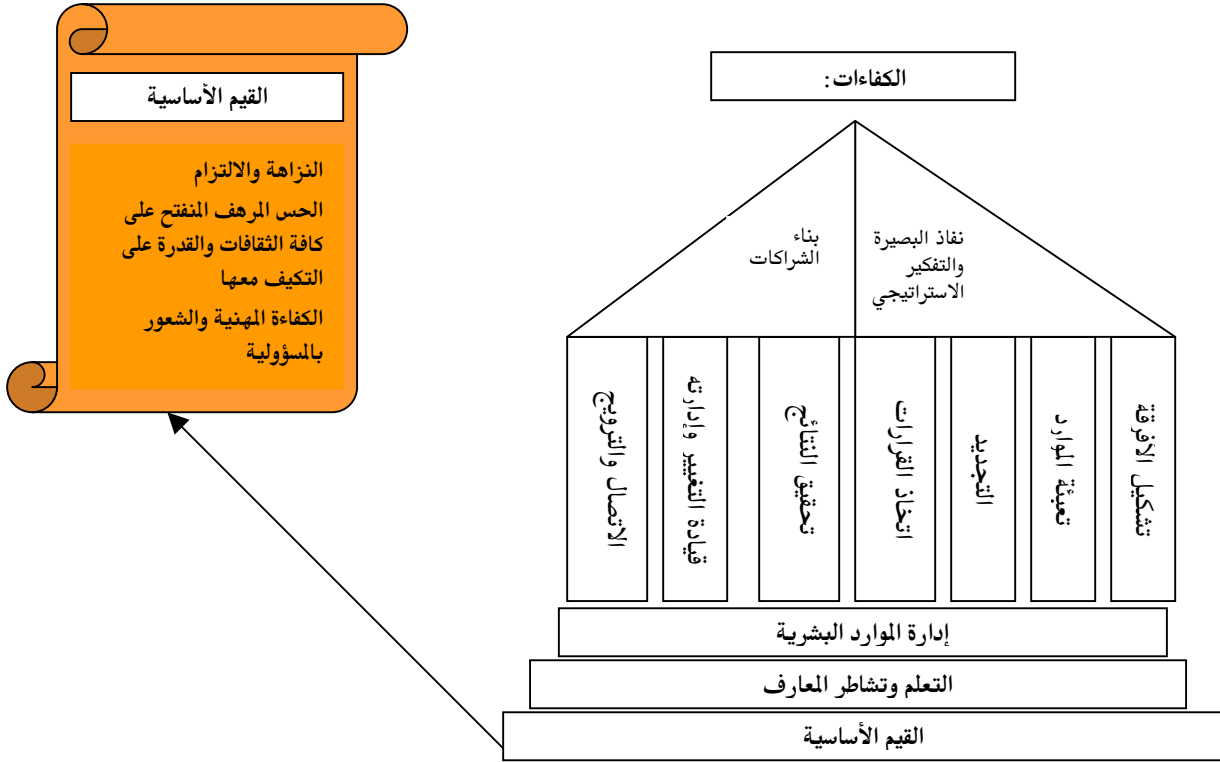 القيم الأساسية
النزاهة والالتزام
الحس المرهف المنفتح على
كافة الثقافات والقدرة على
التكيف معها
الكفاءة المهنية والشعور
بالمسؤولية
الكفاءات:
نفاذ البصيرة
والتفكير
الاستراتيجي
بناء
الشراكات
تشكيل الأفرقة
تعبئة الموارد
التجديد
اتخاذ القرارات
تحقيق النتائج
قيادة التغيير وإدارته
الاتصال والترويج
إدارة الموارد البشرية
التعلم وتشاطر المعارف
القيم الأساسية